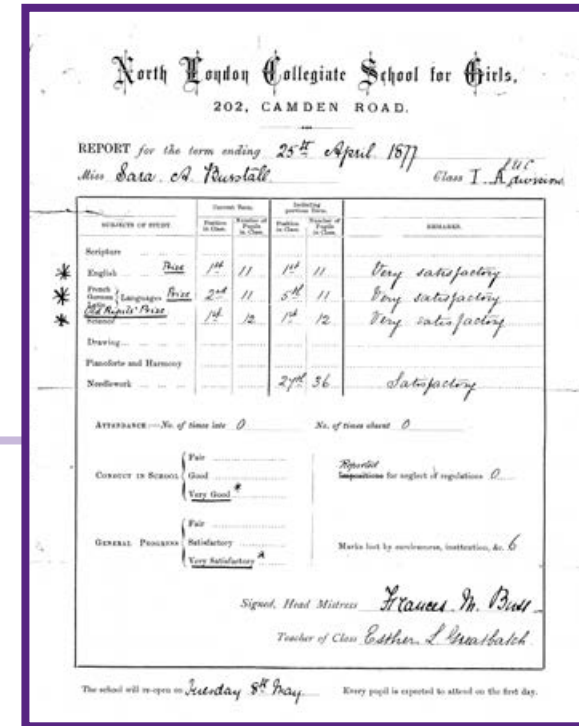 North London Collegiate School for Girls,
202, CAMDEN ROAD.
REPORT for the term ending 25th April 1877
Miss Sara. A. Burstall. Class I. A division
SUBJECTS OF STUDY. Current Term. Including previous Term. REMARKS.
Position in Class. Number of Pupils in Class. Position in Class. Number of Pupils in Class.
Scripture
* English Prize 1st 11 1st 11 Very satisfactory
* French German Latin } Languages Prize 2nd 11 5th 11 Very satisfactory
Old Pupils' Prize
* Science 1st 12 1st 12 Very satisfactory
Drawing
Pianoforte and Harmony
Needlework 27th 36 Satisfactory
ATTENDANCE:—No. of times late 0 No. of times absent 0
CONDUCT IN SCHOOL { Fair
Good
Very Good *
Reported
Impositions for neglect of regulations 0
GENERAL PROGRESS { Fair
Satisfactory
Very Satisfactory *
Marks lost by carelessness, inattention, &c. 6
Signed, Head Mistress Frances M. Buss
Teacher of Class Esther L Greatbatch
The school will re-open on Tuesday 8th May. Every pupil is expected to attend on the first day.